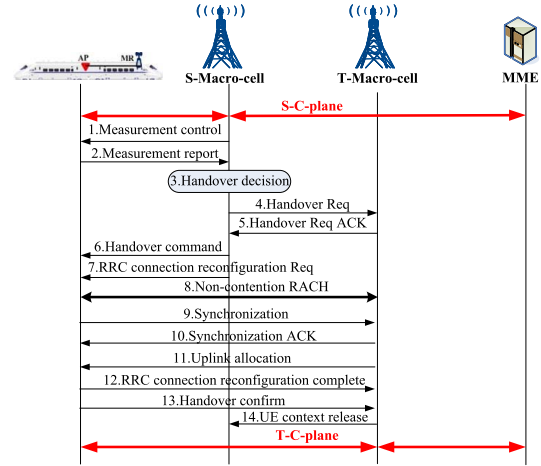 AP MR
S-Macro-cell T-Macro-cell MME
S-C-plane
1.Measurement control
2.Measurement report
3.Handover decision
4.Handover Req
5.Handover Req ACK
6.Handover command
7.RRC connection reconfiguration Req
8.Non-contention RACH
9.Synchronization
10.Synchronization ACK
11.Uplink allocation
12.RRC connection reconfiguration complete
13.Handover confirm
14.UE context release
T-C-plane